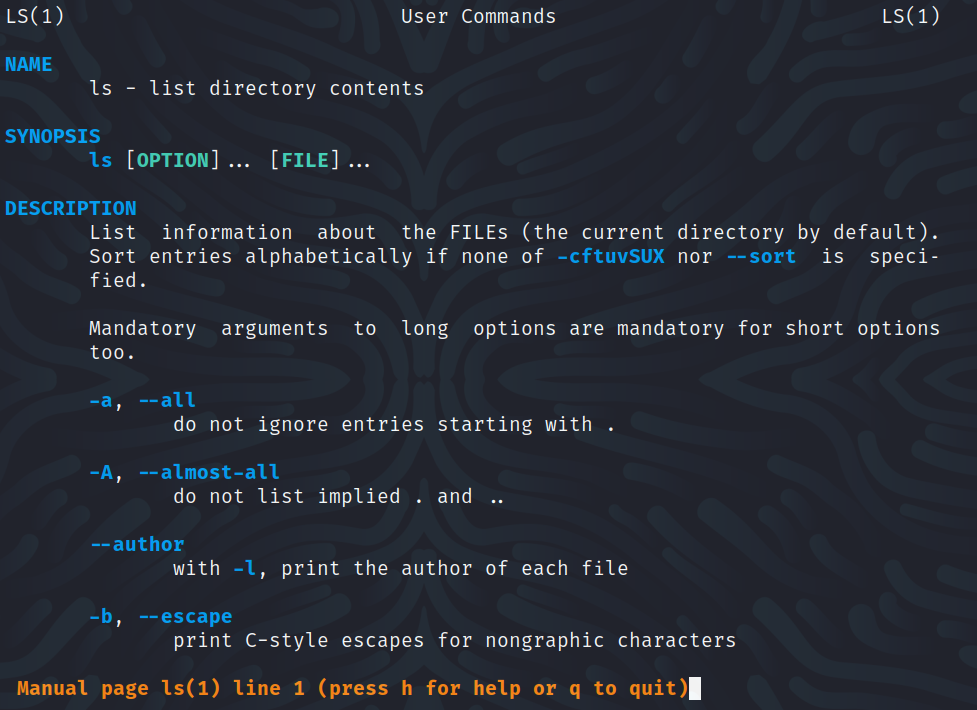 LS(1) User Commands LS(1)
NAME
ls - list directory contents
SYNOPSIS
ls [OPTION]... [FILE]...
DESCRIPTION
List information about the FILEs (the current directory by default).
Sort entries alphabetically if none of -cftuvSUX nor --sort is speci-
fied.
Mandatory arguments to long options are mandatory for short options
too.
-a, --all
do not ignore entries starting with .
-A, --almost-all
do not list implied . and ..
--author
with -l, print the author of each file
-b, --escape
print C-style escapes for nongraphic characters
Manual page ls(1) line 1 (press h for help or q to quit)